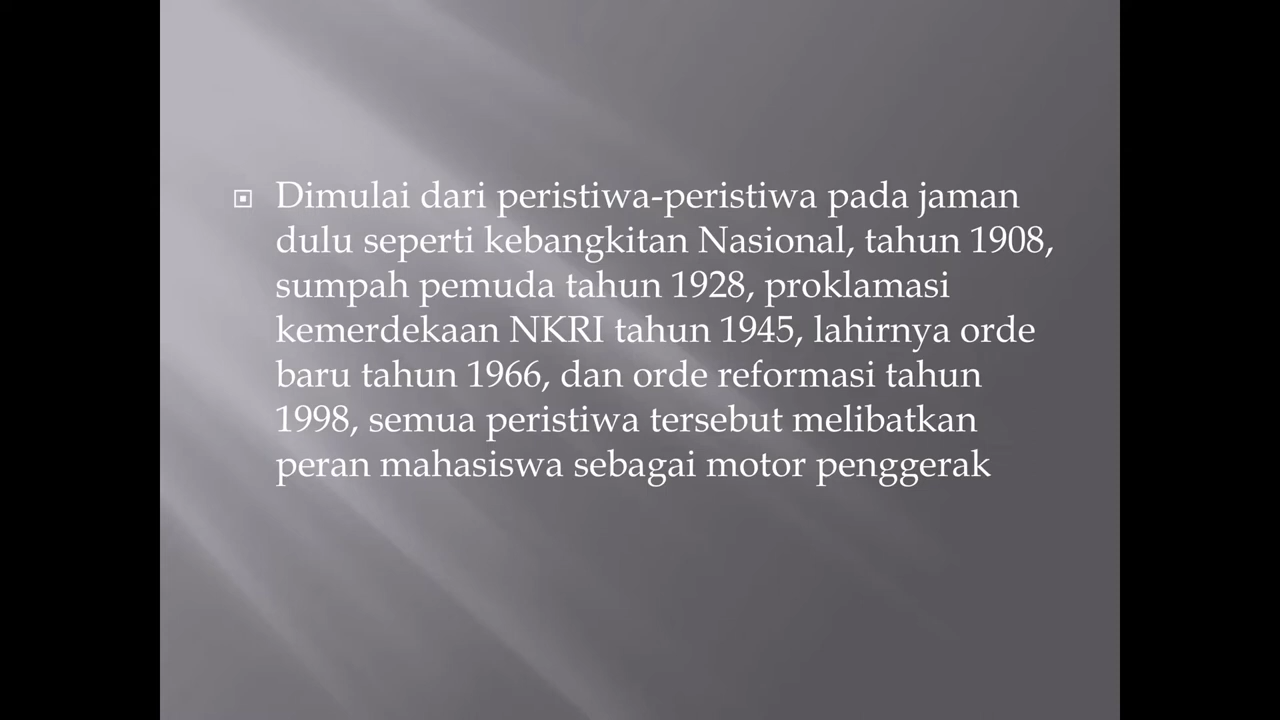 Dimulai dari peristiwa-peristiwa pada jaman
dulu seperti kebangkitan Nasional, tahun 1908,
sumpah pemuda tahun 1928, proklamasi
kemerdekaan NKRI tahun 1945, lahirnya orde
baru tahun 1966, dan orde reformasi tahun
1998, semua peristiwa tersebut melibatkan
peran mahasiswa sebagai motor penggerak